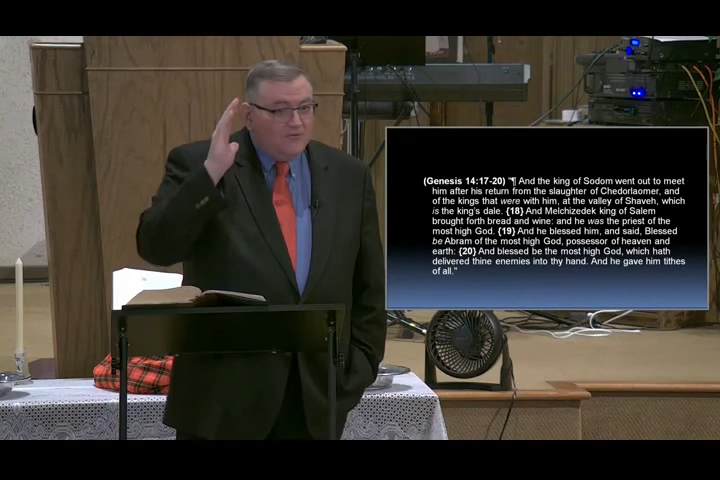 (Genesis 14:17-20) "¶ And the king of Sodom went out to meet
him after his return from the slaughter of Chedorlaomer, and
of the kings that were with him, at the valley of Shaveh, which
is the king's dale. {18} And Melchizedek king of Salem
brought forth bread and wine: and he was the priest of the
most high God. {19} And he blessed him, and said, Blessed
be Abram of the most high God, possessor of heaven and
earth: {20} And blessed be the most high God, which hath
delivered thine enemies into thy hand. And he gave him tithes
of all."